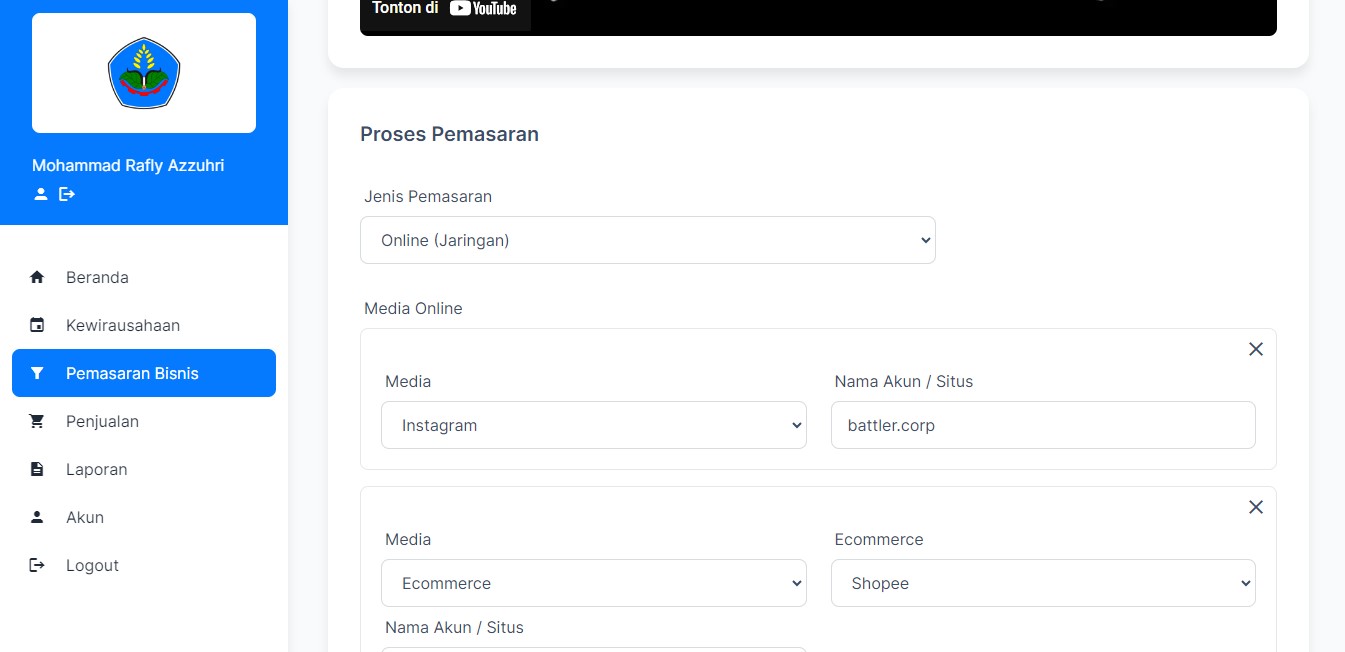 Tonton di YouTube
Mohammad Rafly Azzuhri
Beranda
Kewirausahaan
Pemasaran Bisnis
Penjualan
Laporan
Akun
Logout
Proses Pemasaran
Jenis Pemasaran
Online (Jaringan)
Media Online
Media
Nama Akun / Situs
Instagram
battler.corp
Media
Ecommerce
Ecommerce
Shopee
Nama Akun / Situs